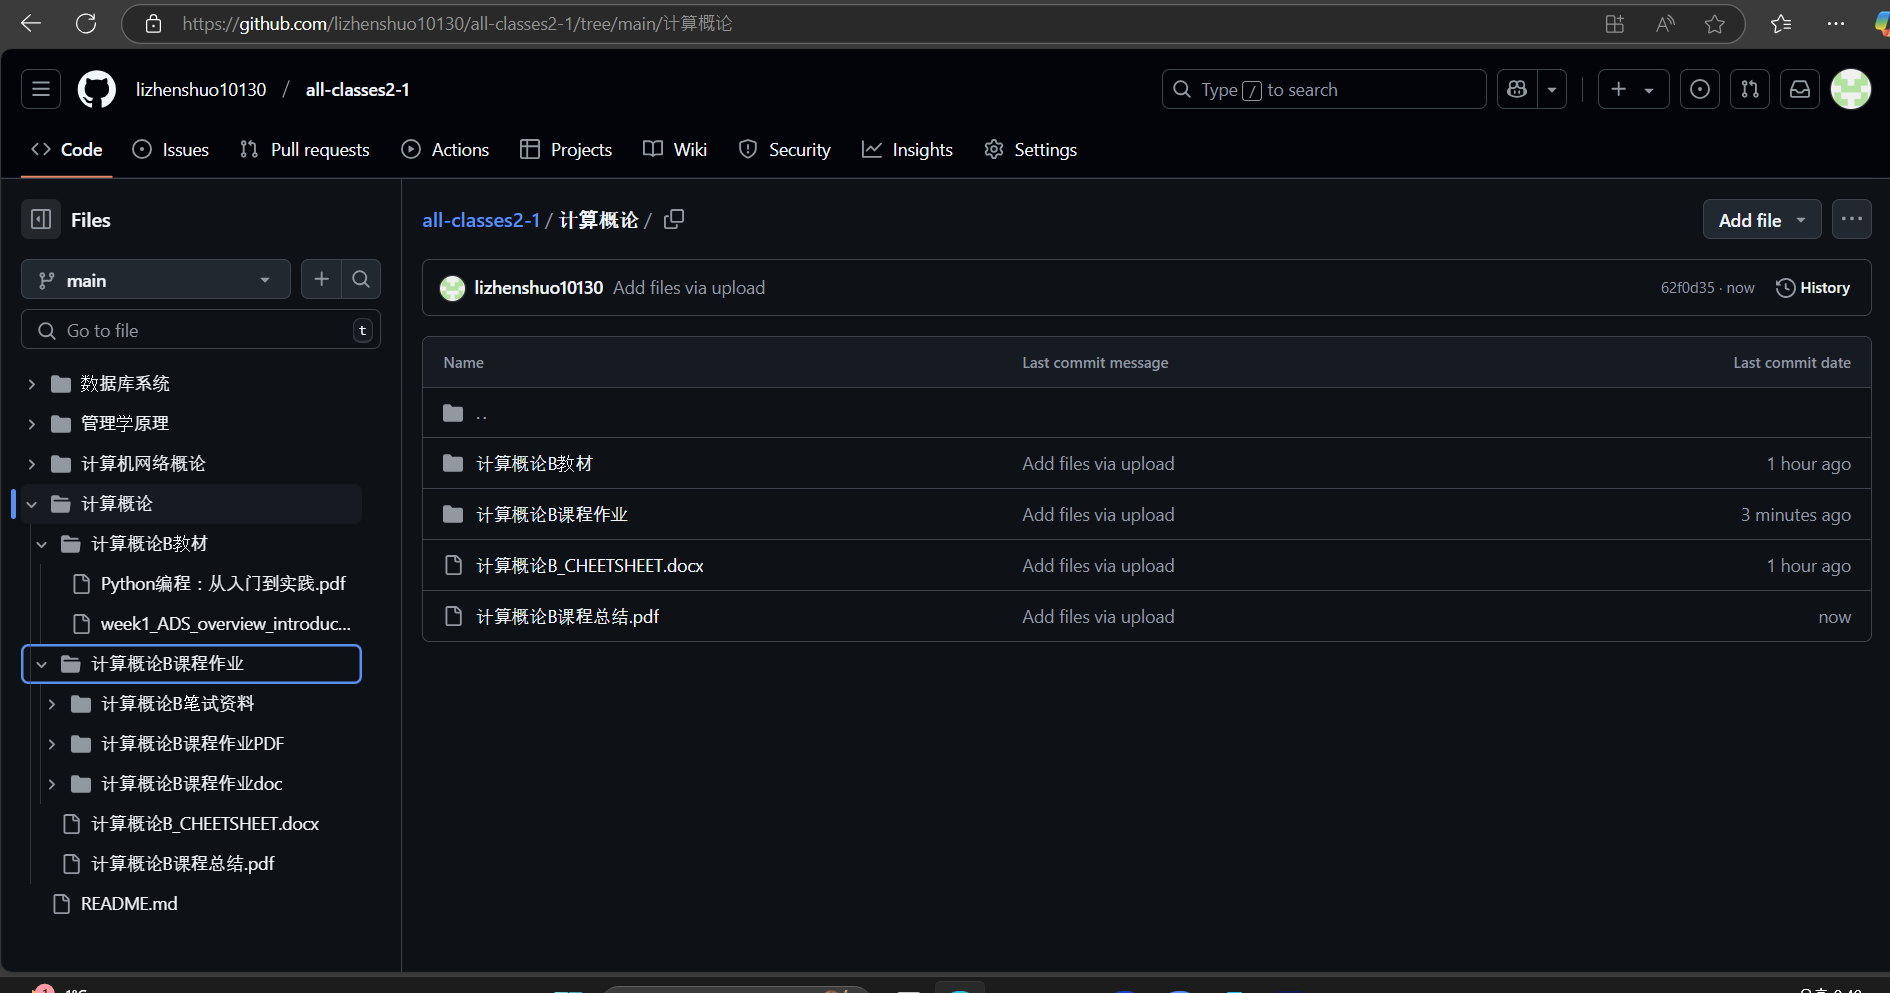 https://github.com/lizhenshuo10130/all-classes2-1/tree/main/计算概论
lizhenshuo10130 / all-classes2-1
Type / to search
Code Issues Pull requests Actions Projects Wiki Security Insights Settings
Files
main
Go to file t
数据库系统
管理学原理
计算机网络概论
计算概论
计算概论B教材
Python编程：从入门到实践.pdf
week1_ADS_overview_introduc...
计算概论B课程作业
计算概论B笔试资料
计算概论B课程作业PDF
计算概论B课程作业doc
计算概论B_CHEETSHEET.docx
计算概论B课程总结.pdf
README.md
all-classes2-1 / 计算概论 /
Add file
lizhenshuo10130 Add files via upload 62f0d35 · now History
Name Last commit message Last commit date
..
计算概论B教材 Add files via upload 1 hour ago
计算概论B课程作业 Add files via upload 3 minutes ago
计算概论B_CHEETSHEET.docx Add files via upload 1 hour ago
计算概论B课程总结.pdf Add files via upload now